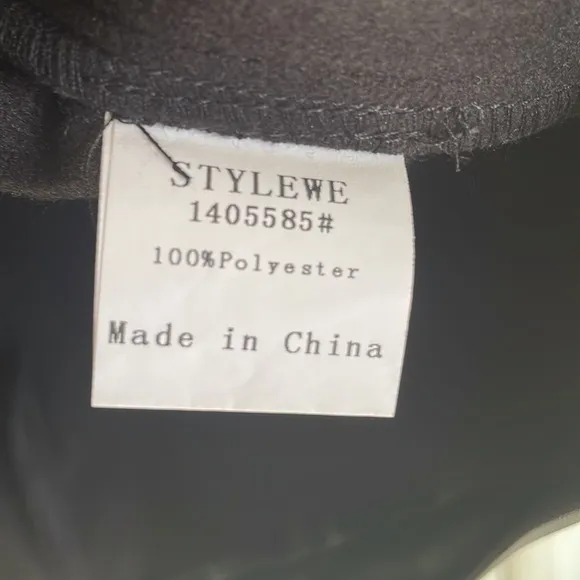 STYLEWE
1405585#
100%Polyester
Made in China